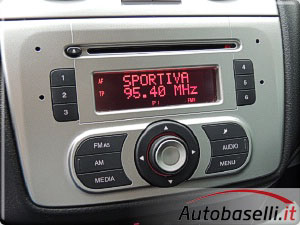 AF
SPORTIVA
TP
95.40 MHz
1
2
3
4
5
6
FM AS
AM
MEDIA
AUDIO
MENU
Autobaselli.it